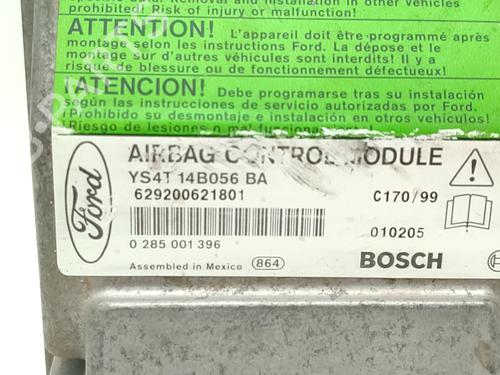 prohibited! Risk of injury or malfunction!
ATTENTION! L'appareil doit être programmé après
montage selon les instructions Ford. La dépose et le
montage sur d'autres véhicules sont interdits! Il y a
risque de blessure ou de fonctionnement défectueux!
¡ATENCION! Debe programarse tras su instalación
según las instrucciones de servicio autorizadas por Ford.
¡Prohibido su desmontaje e instalación en otros vehículos!
Riesgo de lesiones o mal
AIRBAG CONTROL MODULE
Ford
YS4T 14B056 BA
629200621801
C170/99
0 285 001 396
010205
Assembled in Mexico
864
BOSCH